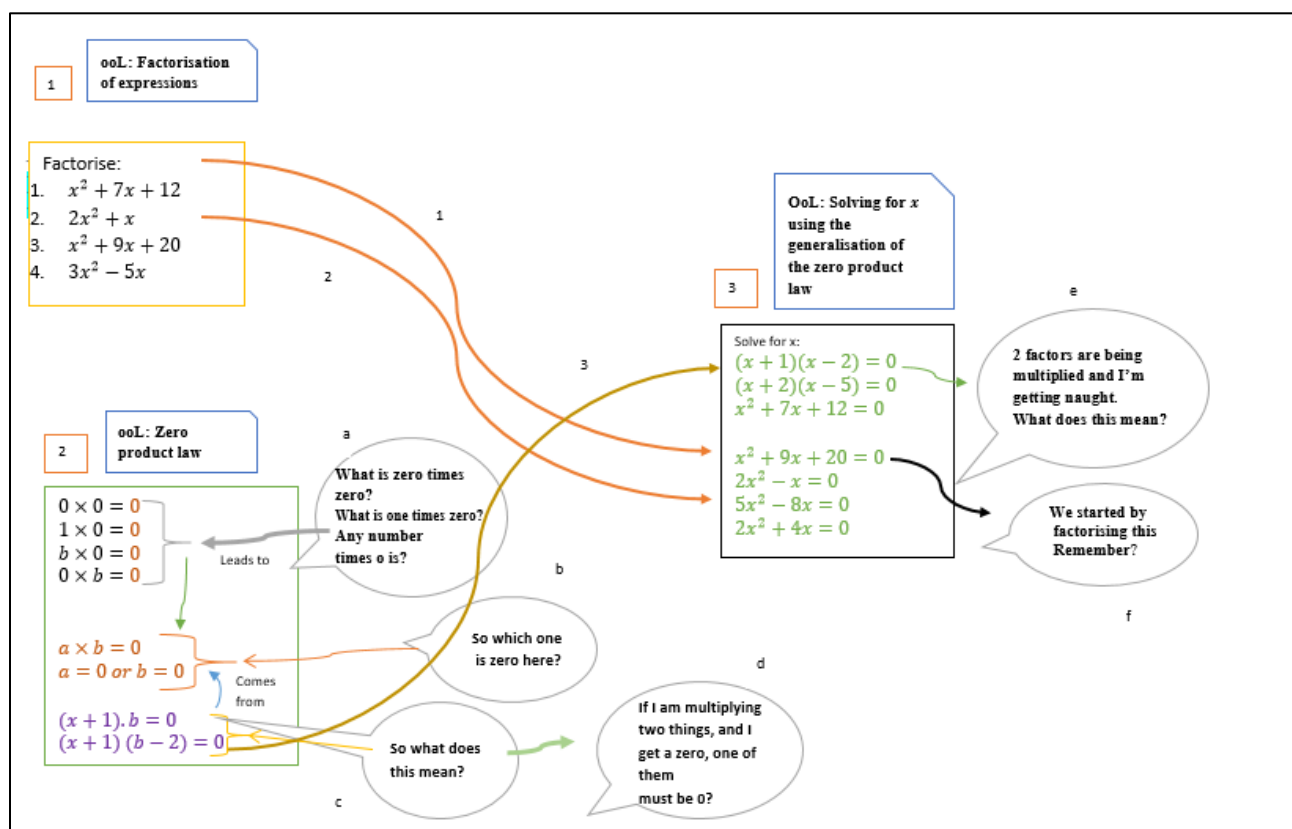 1
ooL: Factorisation
of expressions
Factorise:
1. x² + 7x + 12
2. 2x² + x
3. x² + 9x + 20
4. 3x² − 5x
1
2
3
2
ooL: Zero
product law
0 × 0 = 0
1 × 0 = 0
b × 0 = 0
0 × b = 0
Leads to
a × b = 0
a = 0 or b = 0
Comes
from
(x + 1). b = 0
(x + 1) (b − 2) = 0
a
What is zero times
zero?
What is one times zero?
Any number
times 0 is?
b
So which one
is zero here?
c
So what does
this mean?
d
If I am multiplying
two things, and I
get a zero, one of
them
must be 0?
3
OoL: Solving for x
using the
generalisation of
the zero product
law
Solve for x:
(x + 1)(x − 2) = 0
(x + 2)(x − 5) = 0
x² + 7x + 12 = 0
x² + 9x + 20 = 0
2x² − x = 0
5x² − 8x = 0
2x² + 4x = 0
e
2 factors are being
multiplied and I’m
getting naught.
What does this mean?
We started by
factorising this
Remember?
f